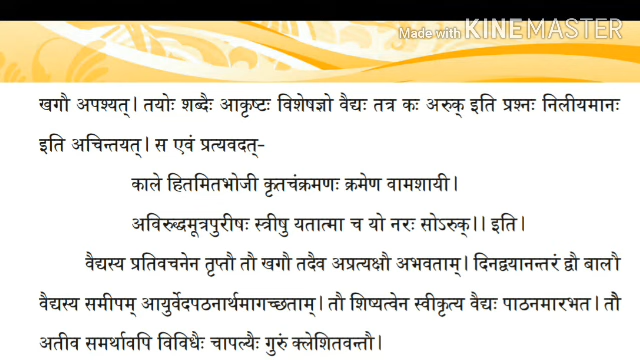 Made with KINEMASTER
खगौ अपश्यत्। तयोः शब्दैः आकृष्टः विशेषज्ञो वैद्यः तत्र कः अरुक् इति प्रश्नः निलीयमानः
इति अचिन्तयत्। स एवं प्रत्यवदत्-
काले हितमितभोजी कृतचंक्रमणः क्रमेण वामशायी।
अविरुद्धमूत्रपुरीषः स्त्रीषु यतात्मा च यो नरः सोऽरुक्।। इति।
वैद्यस्य प्रतिवचनेन तृप्तौ तौ खगौ तदैव अप्रत्यक्षौ अभवताम्। दिनद्वयानन्तरं द्वौ बालौ
वैद्यस्य समीपम् आयुर्वेदपठनार्थमागच्छताम्। तौ शिष्यत्वेन स्वीकृत्य वैद्यः पाठनमारभत। तौ
अतीव समर्थावपि विविधैः चापल्यैः गुरुं क्लेशितवन्तौ।